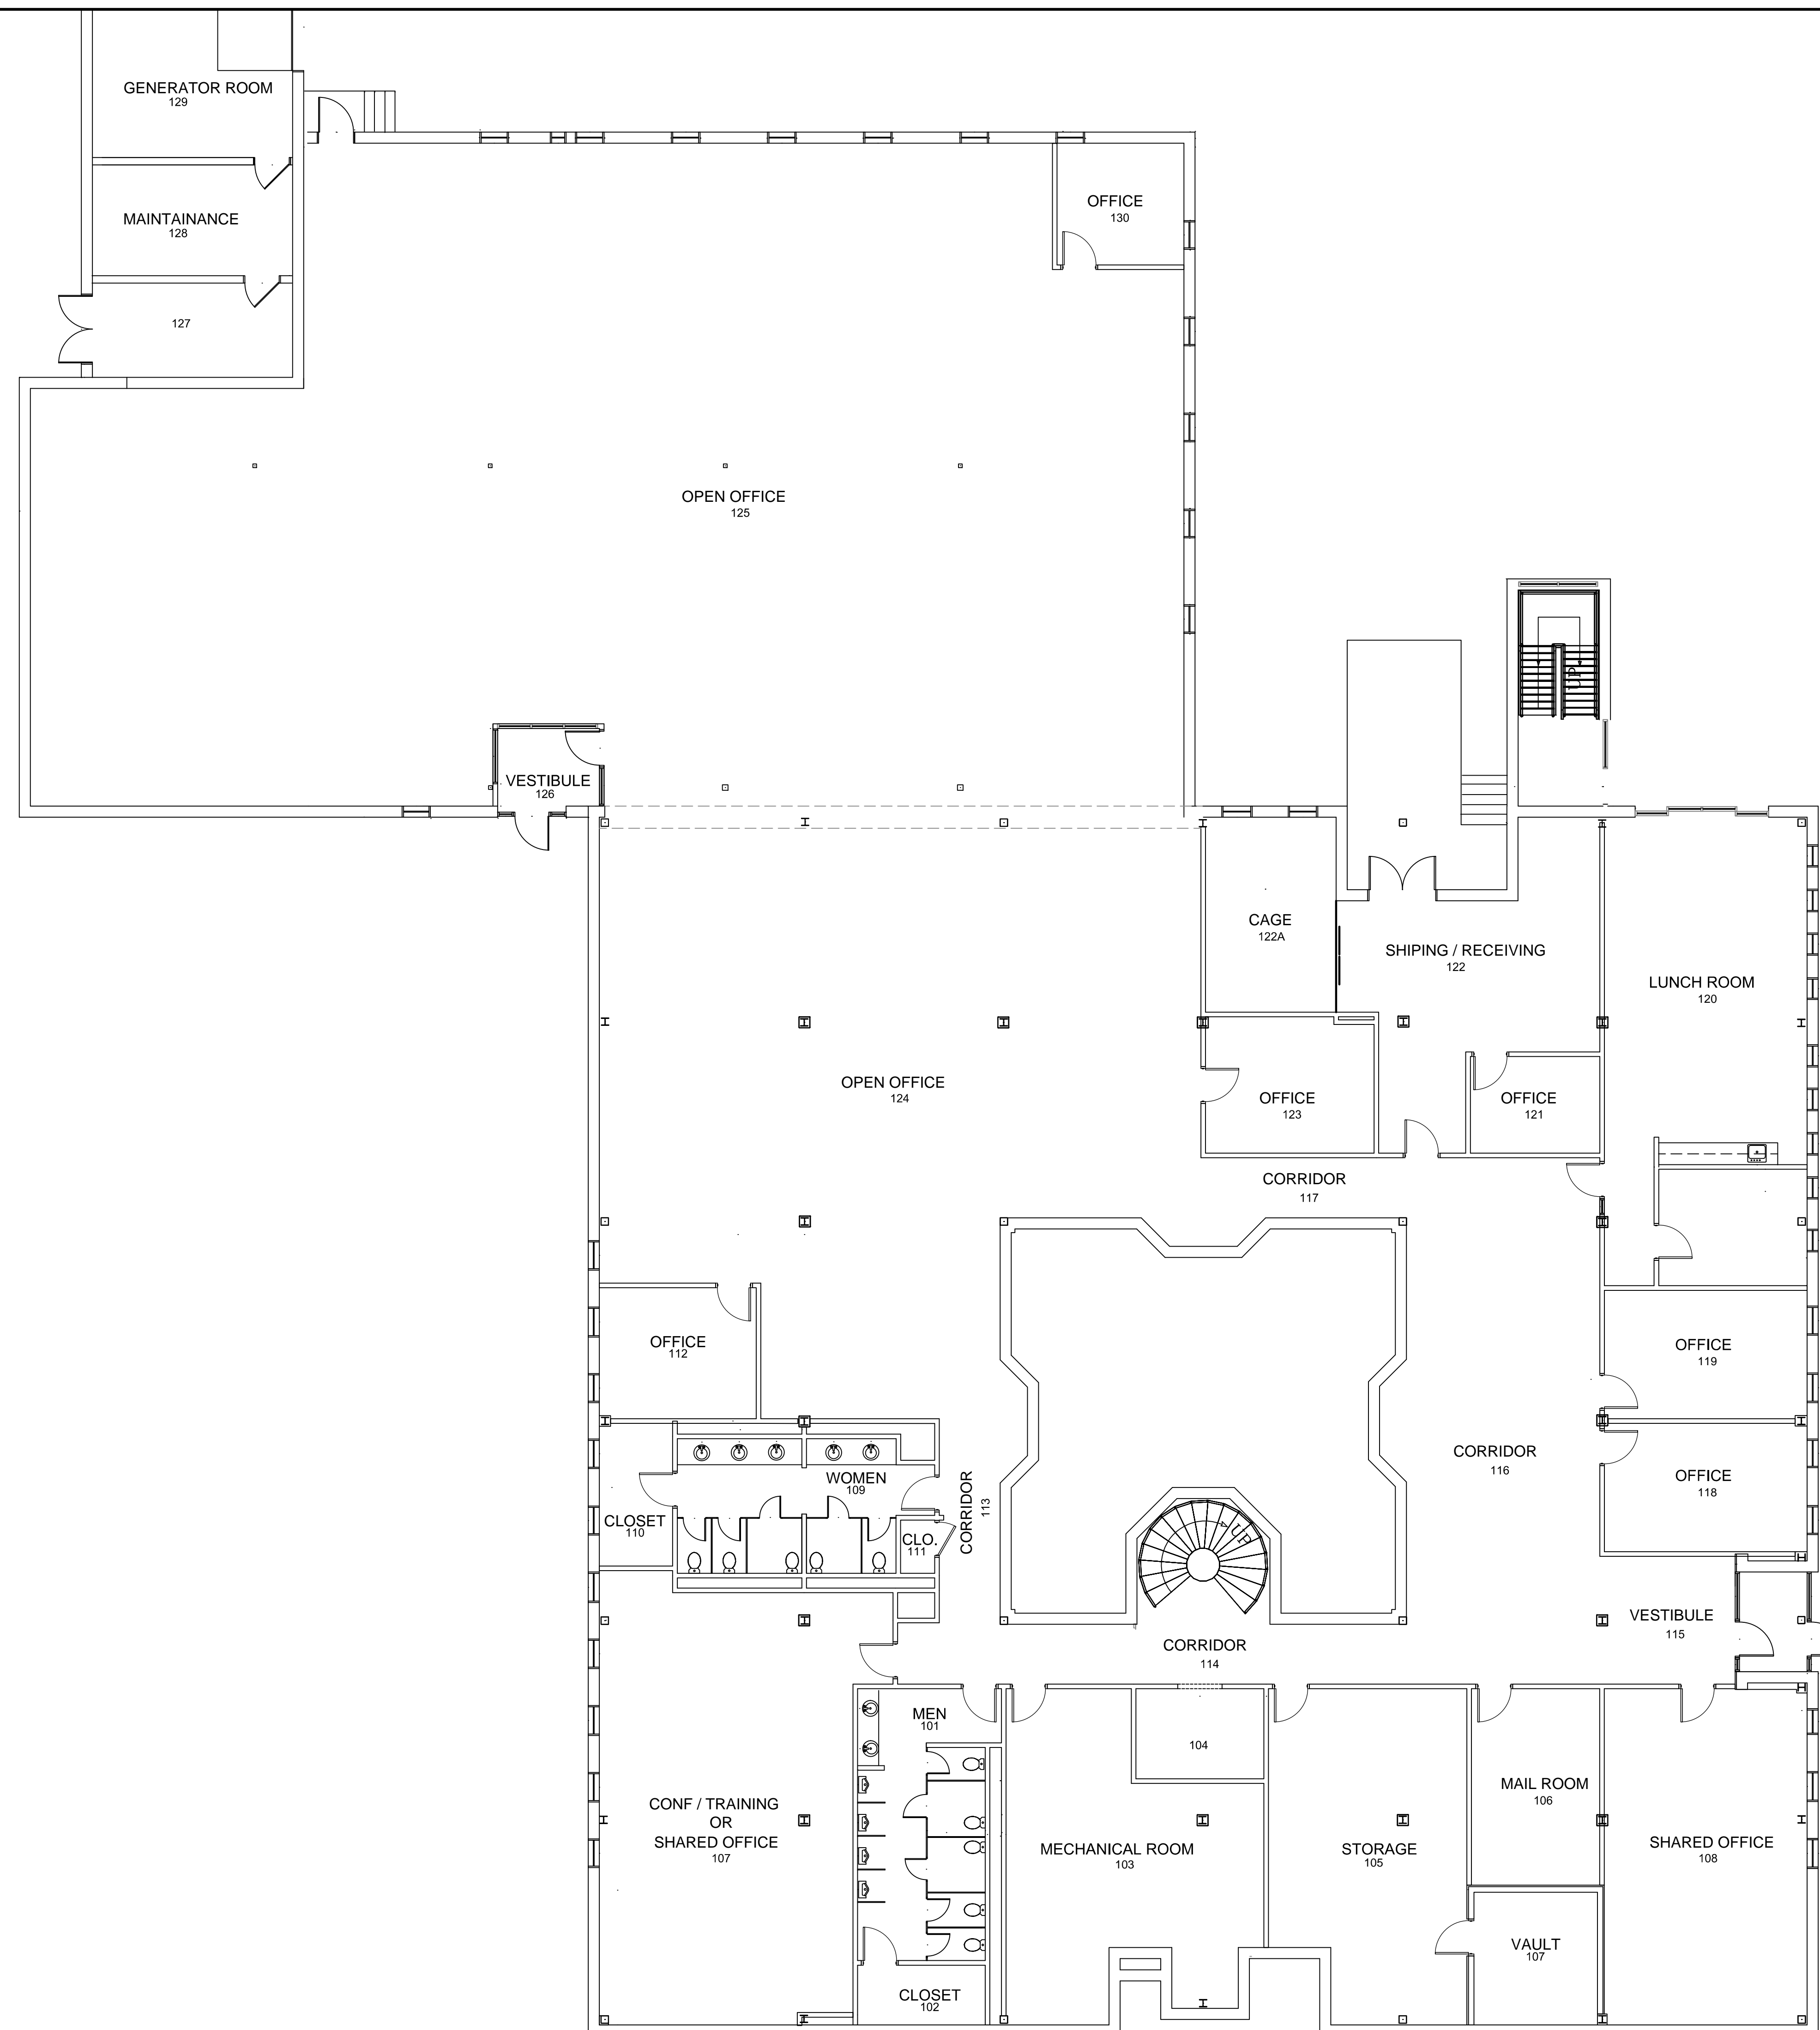 GENERATOR ROOM
129
MAINTAINANCE
128
127
OFFICE
130
OPEN OFFICE
125
UP
VESTIBULE
126
CAGE
122A
SHIPING / RECEIVING
122
LUNCH ROOM
120
OPEN OFFICE
124
OFFICE
123
OFFICE
121
CORRIDOR
117
OFFICE
112
OFFICE
119
CORRIDOR
116
OFFICE
118
WOMEN
109
CLOSET
110
CLO.
111
CORRIDOR
113
UP
VESTIBULE
115
CORRIDOR
114
MEN
101
104
MAIL ROOM
106
CONF / TRAINING
OR
SHARED OFFICE
107
MECHANICAL ROOM
103
STORAGE
105
SHARED OFFICE
108
VAULT
107
CLOSET
102